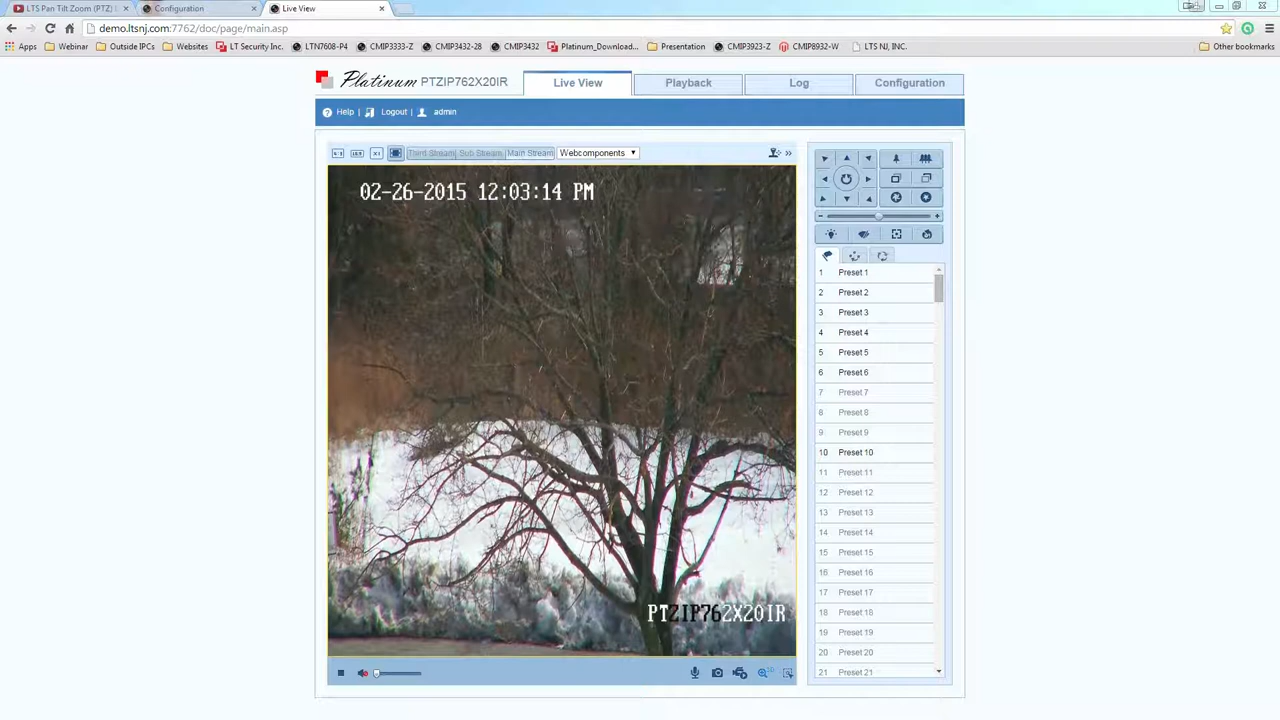 LTS Pan Tilt Zoom (PTZ)
Configuration
Live View
demo.ltsnj.com:7762/doc/page/main.asp
Apps
Webinar
Outside IPCs
Websites
LT Security Inc.
LTN7608-P4
CMIP3333-Z
CMIP3432-28
CMIP3432
Platinum_Download...
Presentation
CMIP3923-Z
CMIP8932-W
LTS NJ, INC.
Other bookmarks
Platinum PTZIP762X20IR
Live View
Playback
Log
Configuration
Help | Logout | admin
Third Stream| Sub Stream | Main Stream
Webcomponents
02-26-2015 12:03:14 PM
PTZIP762X20IR
1 Preset 1
2 Preset 2
3 Preset 3
4 Preset 4
5 Preset 5
6 Preset 6
7 Preset 7
8 Preset 8
9 Preset 9
10 Preset 10
11 Preset 11
12 Preset 12
13 Preset 13
14 Preset 14
15 Preset 15
16 Preset 16
17 Preset 17
18 Preset 18
19 Preset 19
20 Preset 20
21 Preset 21